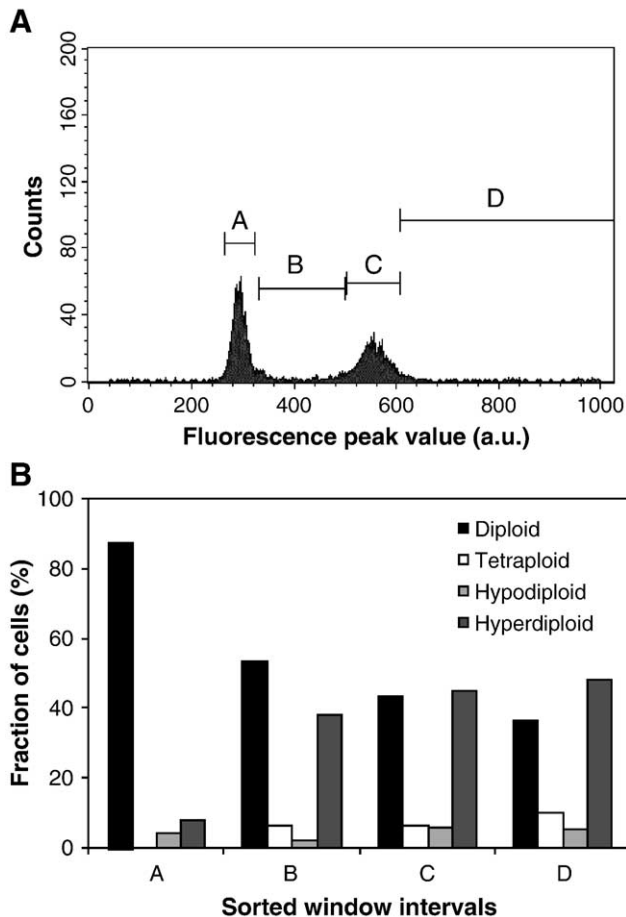 A
200
160
120
80
40
0
Counts
A
B
C
D
0 200 400 600 800 1000
Fluorescence peak value (a.u.)
B
100
80
60
40
20
0
Fraction of cells (%)
Diploid
Tetraploid
Hypodiploid
Hyperdiploid
A B C D
Sorted window intervals